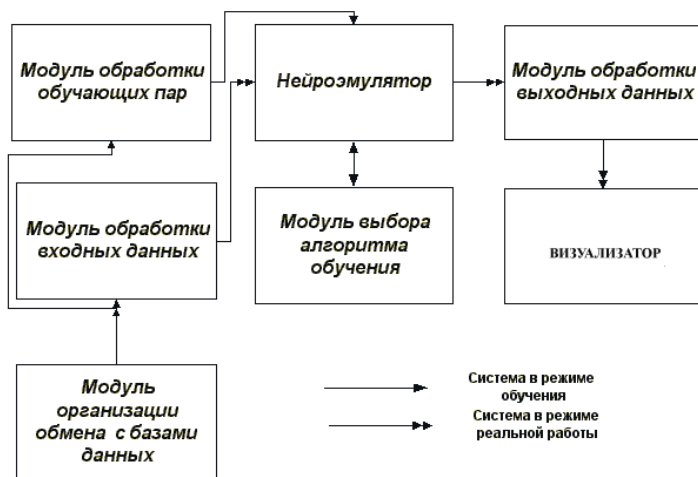 Модуль обработки
обучающих пар
Нейроэмулятор
Модуль обработки
выходных данных
Модуль обработки
входных данных
Модуль выбора
алгоритма
обучения
ВИЗУАЛИЗАТОР
Модуль
организации
обмена с базами
данных
Система в режиме
обучения
Система в режиме
реальной работы